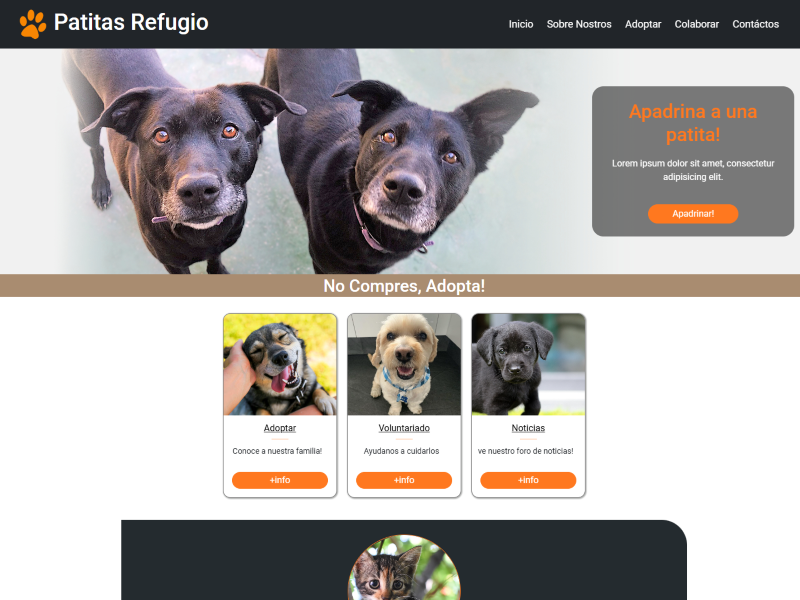 Patitas Refugio
Inicio
Sobre Nostros
Adoptar
Colaborar
Contáctos
Apadrina a una
patita!
Lorem ipsum dolor sit amet, consectetur
adipisicing elit.
Apadrinar!
No Compres, Adopta!
Adoptar
Conoce a nuestra familia!
+info
Voluntariado
Ayudanos a cuidarlos
+info
Noticias
ve nuestro foro de noticias!
+info